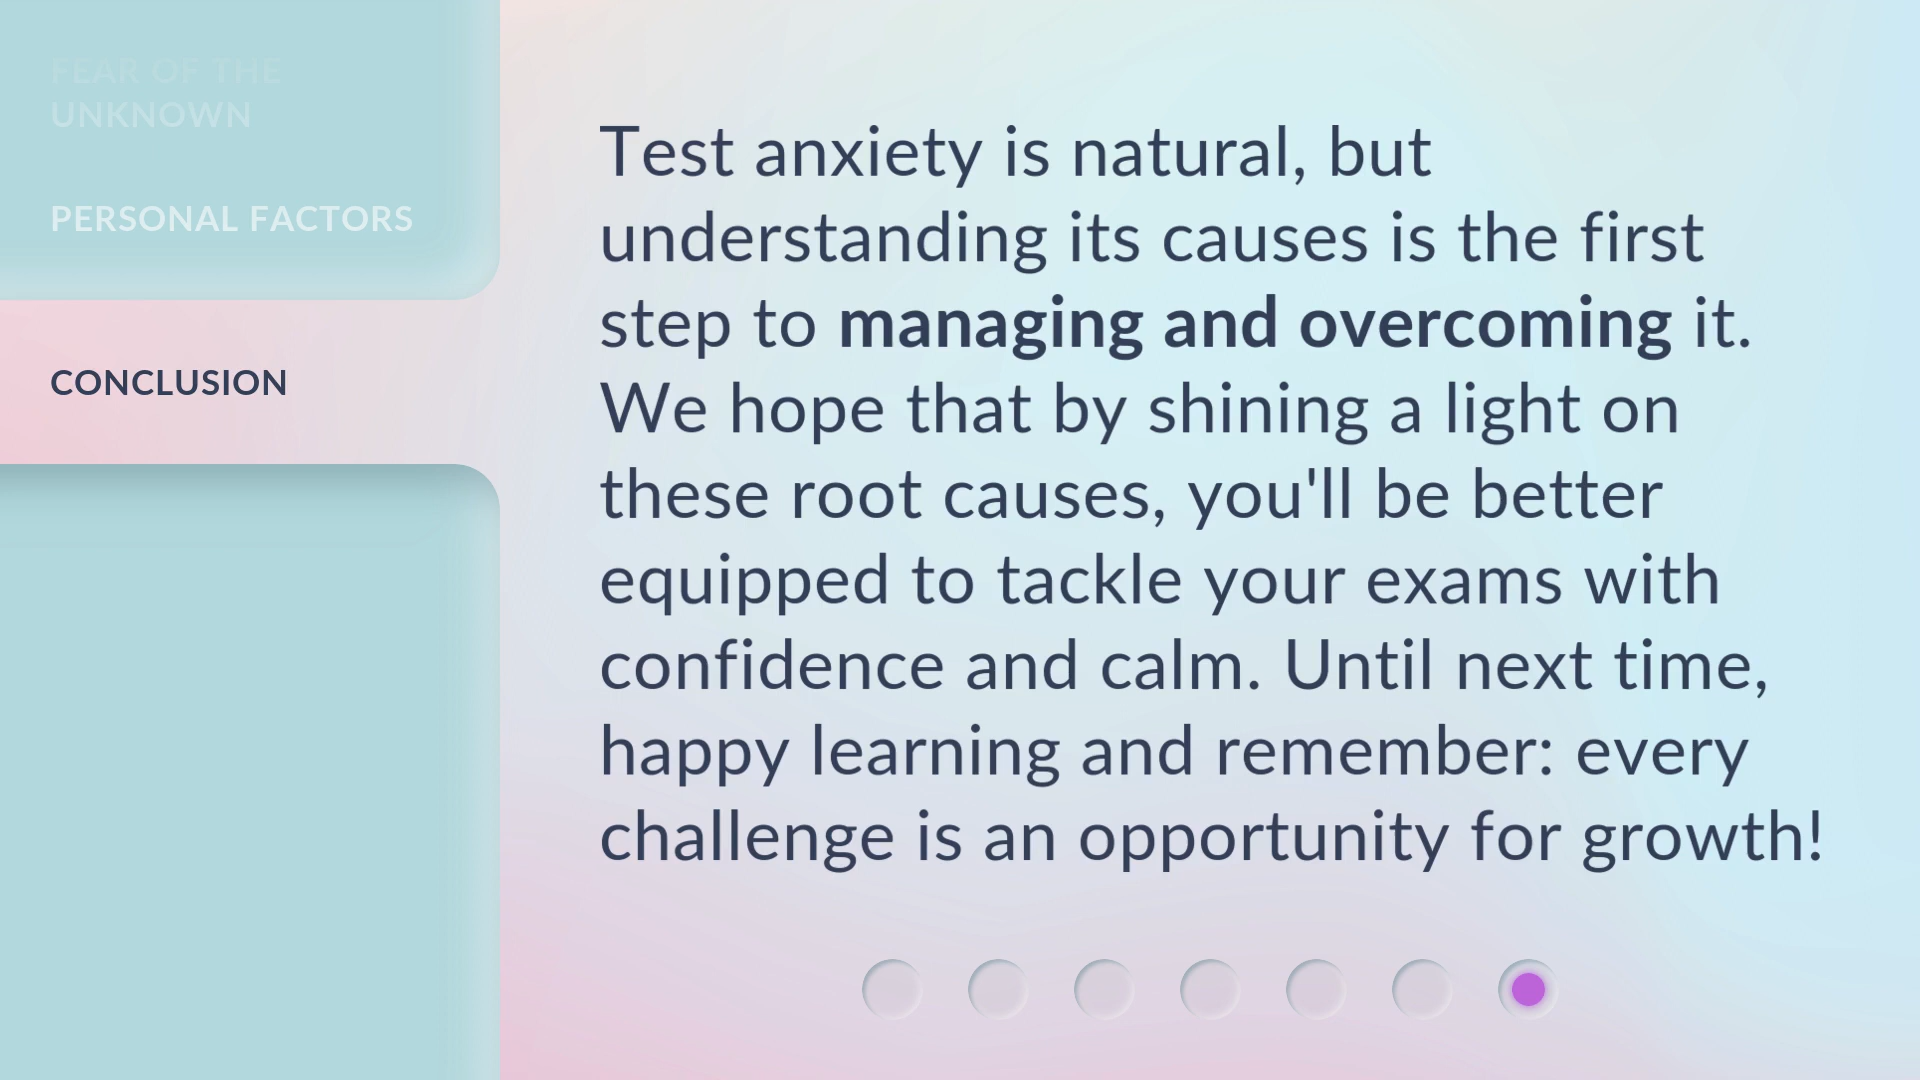 FEAR OF THE
UNKNOWN
PERSONAL FACTORS
CONCLUSION
Test anxiety is natural, but
understanding its causes is the first
step to managing and overcoming it.
We hope that by shining a light on
these root causes, you'll be better
equipped to tackle your exams with
confidence and calm. Until next time,
happy learning and remember: every
challenge is an opportunity for growth!